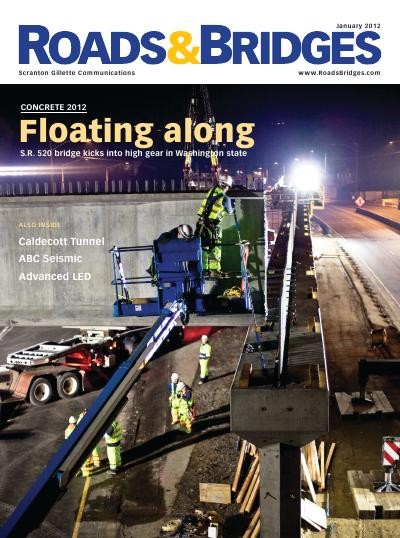 January 2012
ROADS&BRIDGES
Scranton Gillette Communications www.RoadsBridges.com
CONCRETE 2012
Floating along
S.R. 520 bridge kicks into high gear in Washington state
ALSO INSIDE
Caldecott Tunnel
ABC Seismic
Advanced LED